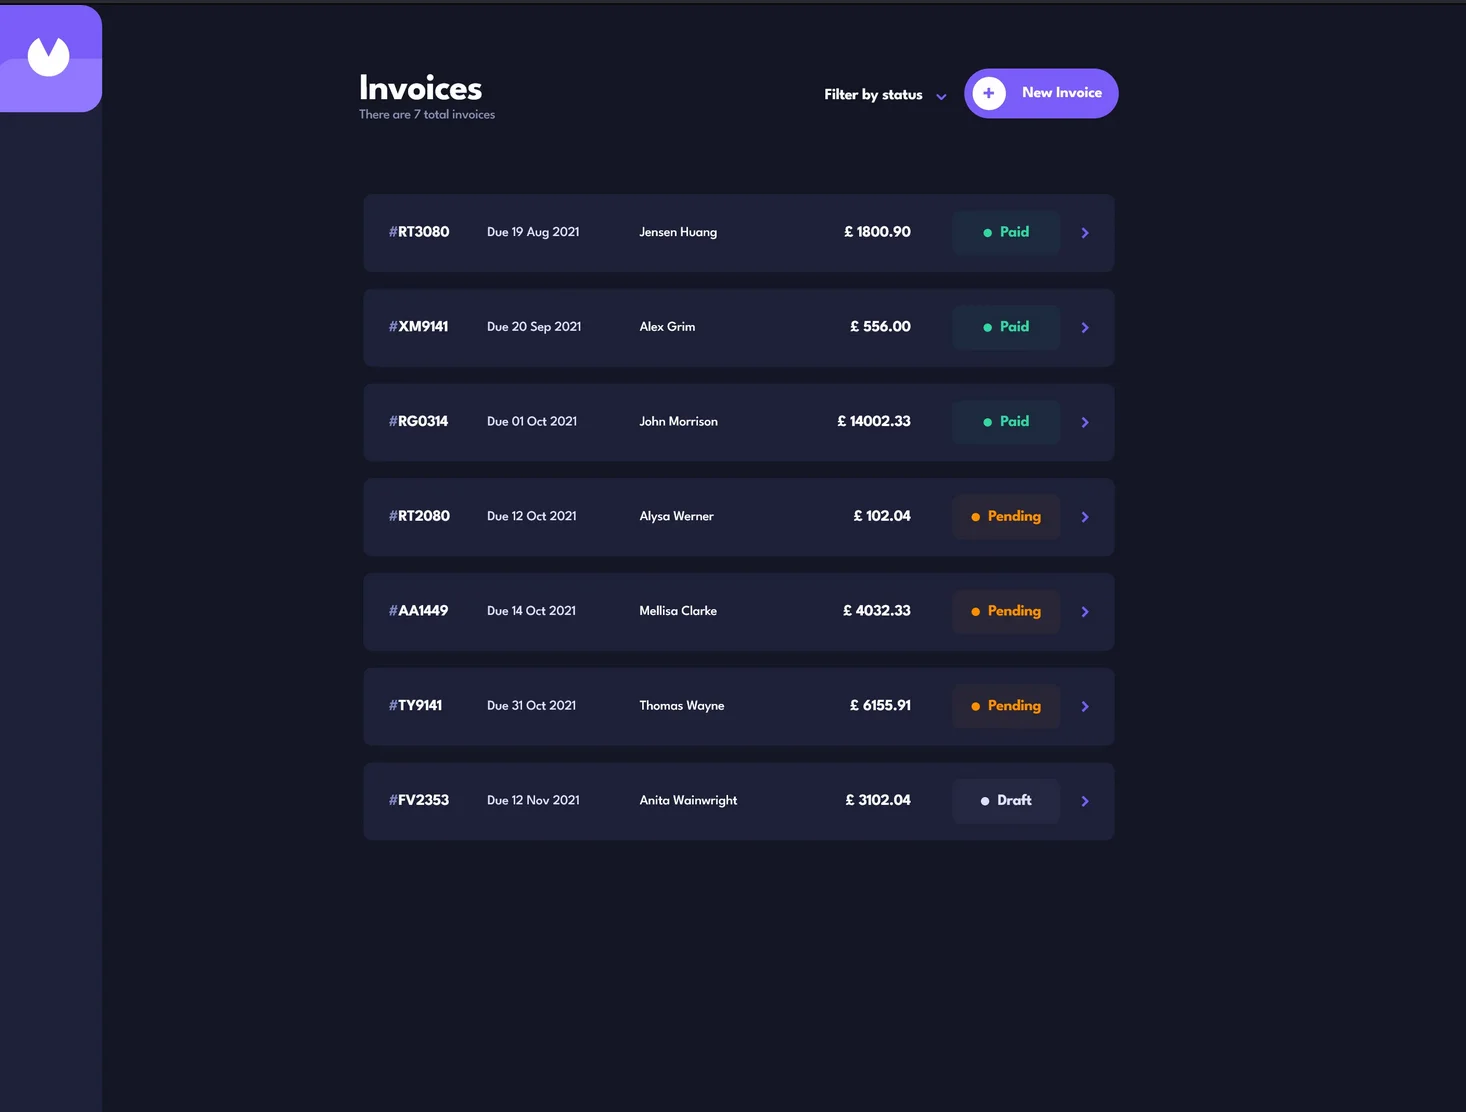 Invoices
There are 7 total invoices
Filter by status
New Invoice
#RT3080 Due 19 Aug 2021 Jensen Huang £ 1800.90 Paid
#XM9141 Due 20 Sep 2021 Alex Grim £ 556.00 Paid
#RG0314 Due 01 Oct 2021 John Morrison £ 14002.33 Paid
#RT2080 Due 12 Oct 2021 Alysa Werner £ 102.04 Pending
#AA1449 Due 14 Oct 2021 Mellisa Clarke £ 4032.33 Pending
#TY9141 Due 31 Oct 2021 Thomas Wayne £ 6155.91 Pending
#FV2353 Due 12 Nov 2021 Anita Wainwright £ 3102.04 Draft